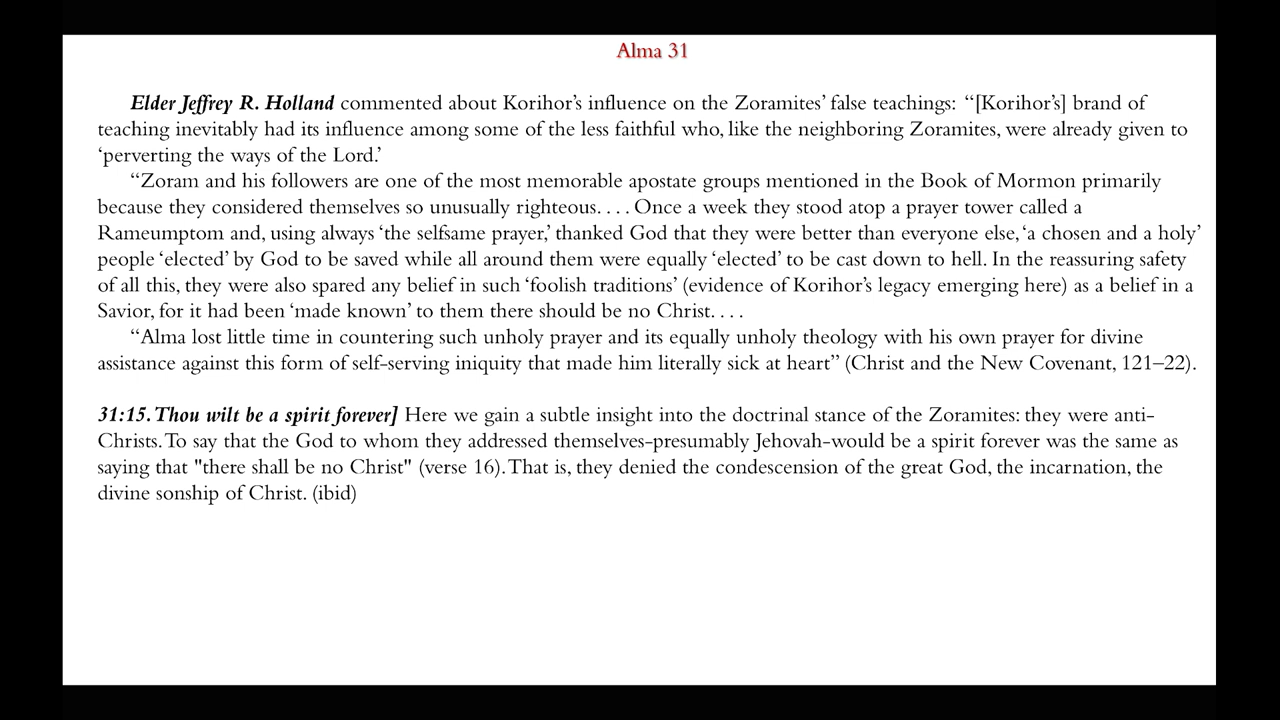 Alma 31
Elder Jeffrey R. Holland commented about Korihor’s influence on the Zoramites’ false teachings: “[Korihor’s] brand of
teaching inevitably had its influence among some of the less faithful who, like the neighboring Zoramites, were already given to
‘perverting the ways of the Lord.’
“Zoram and his followers are one of the most memorable apostate groups mentioned in the Book of Mormon primarily
because they considered themselves so unusually righteous. . . . Once a week they stood atop a prayer tower called a
Rameumptom and, using always ‘the selfsame prayer,’ thanked God that they were better than everyone else, ‘a chosen and a holy’
people ‘elected’ by God to be saved while all around them were equally ‘elected’ to be cast down to hell. In the reassuring safety
of all this, they were also spared any belief in such ‘foolish traditions’ (evidence of Korihor’s legacy emerging here) as a belief in a
Savior, for it had been ‘made known’ to them there should be no Christ. . . .
“Alma lost little time in countering such unholy prayer and its equally unholy theology with his own prayer for divine
assistance against this form of self-serving iniquity that made him literally sick at heart” (Christ and the New Covenant, 121–22).
31:15. Thou wilt be a spirit forever] Here we gain a subtle insight into the doctrinal stance of the Zoramites: they were anti-
Christs. To say that the God to whom they addressed themselves-presumably Jehovah-would be a spirit forever was the same as
saying that "there shall be no Christ" (verse 16). That is, they denied the condescension of the great God, the incarnation, the
divine sonship of Christ. (ibid)